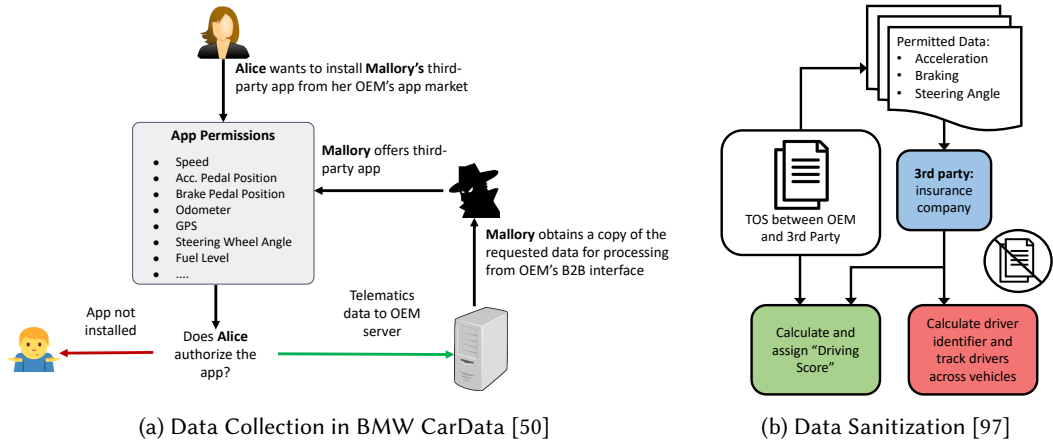 Alice wants to install Mallory's third-
party app from her OEM's app market
App Permissions
• Speed
• Acc. Pedal Position
• Brake Pedal Position
• Odometer
• GPS
• Steering Wheel Angle
• Fuel Level
• ....
Mallory offers third-
party app
Mallory obtains a copy of the
requested data for processing
from OEM's B2B interface
App not
installed
Does Alice
authorize the
app?
Telematics
data to OEM
server
(a) Data Collection in BMW CarData [50]
Permitted Data:
• Acceleration
• Braking
• Steering Angle
TOS between OEM
and 3rd Party
3rd party:
insurance
company
Calculate and
assign “Driving
Score”
Calculate driver
identifier and
track drivers
across vehicles
(b) Data Sanitization [97]